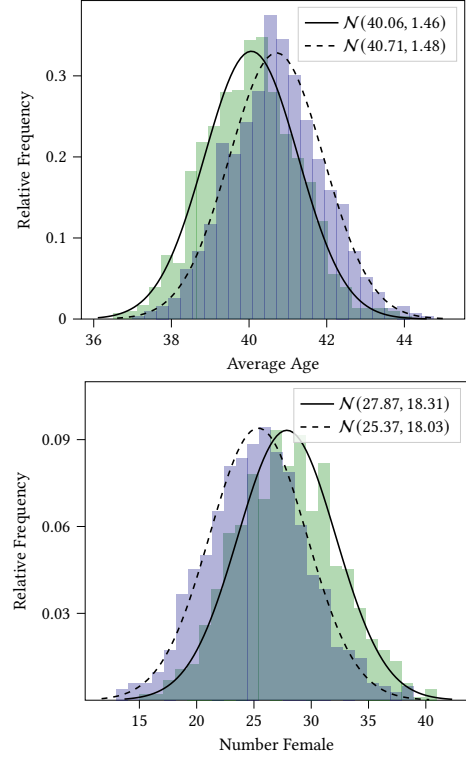 𝒩(40.06, 1.46)
𝒩(40.71, 1.48)
0.3
0.2
0.1
0
Relative Frequency
36 38 40 42 44
Average Age
𝒩(27.87, 18.31)
𝒩(25.37, 18.03)
0.09
0.06
0.03
Relative Frequency
15 20 25 30 35 40
Number Female